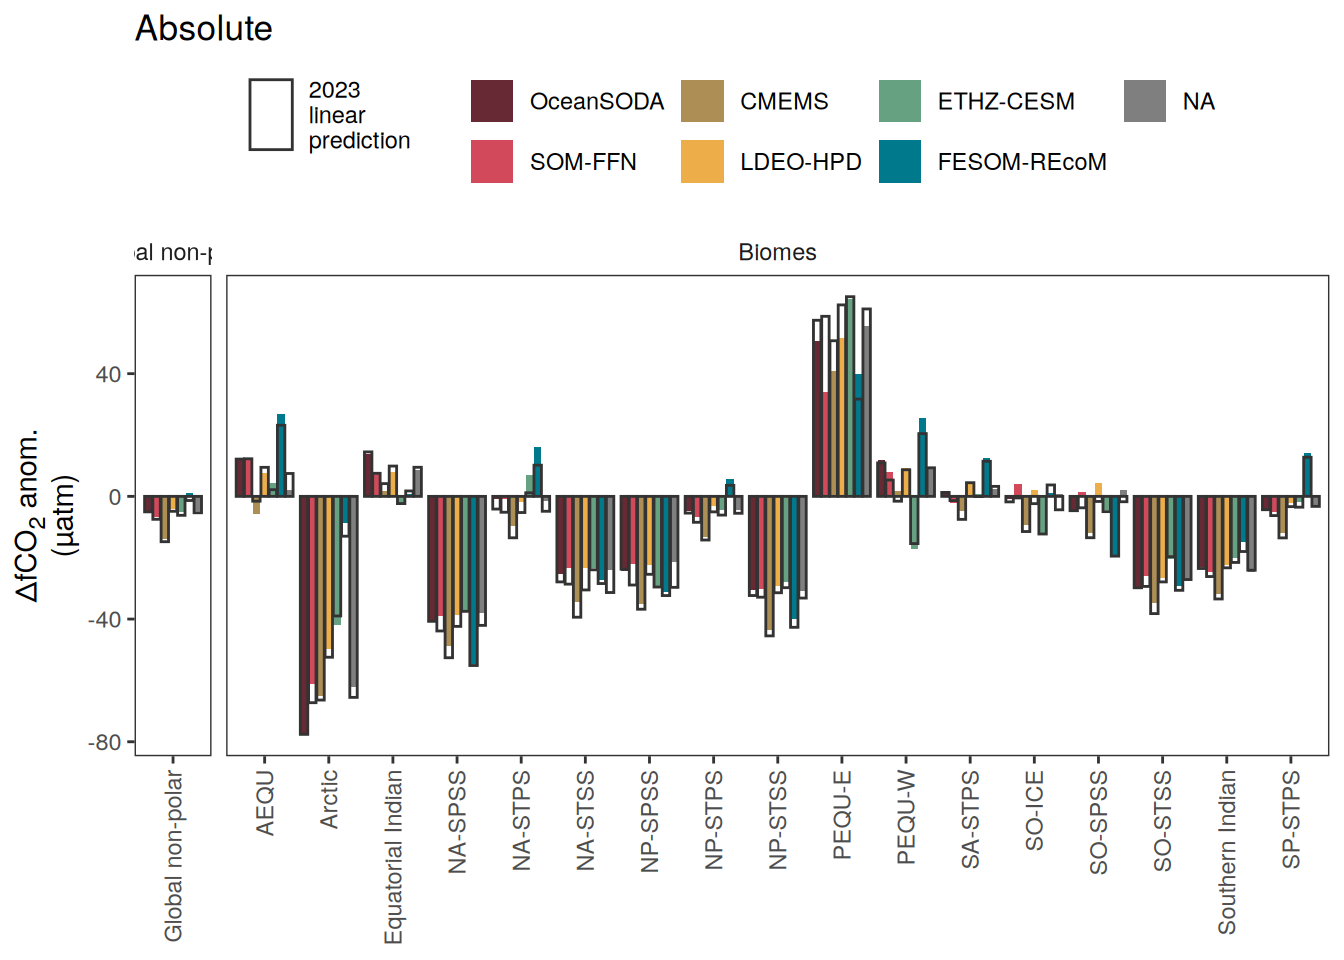 Absolute
2023
linear
prediction
OceanSODA
CMEMS
ETHZ-CESM
NA
SOM-FFN
LDEO-HPD
FESOM-REcoM
al non-p
Biomes
ΔfCO₂ anom.
(µatm)
40
0
-40
-80
Global non-polar
AEQU
Arctic
Equatorial Indian
NA-SPSS
NA-STPS
NA-STSS
NP-SPSS
NP-STPS
NP-STSS
PEQU-E
PEQU-W
SA-STPS
SO-ICE
SO-SPSS
SO-STSS
Southern Indian
SP-STPS